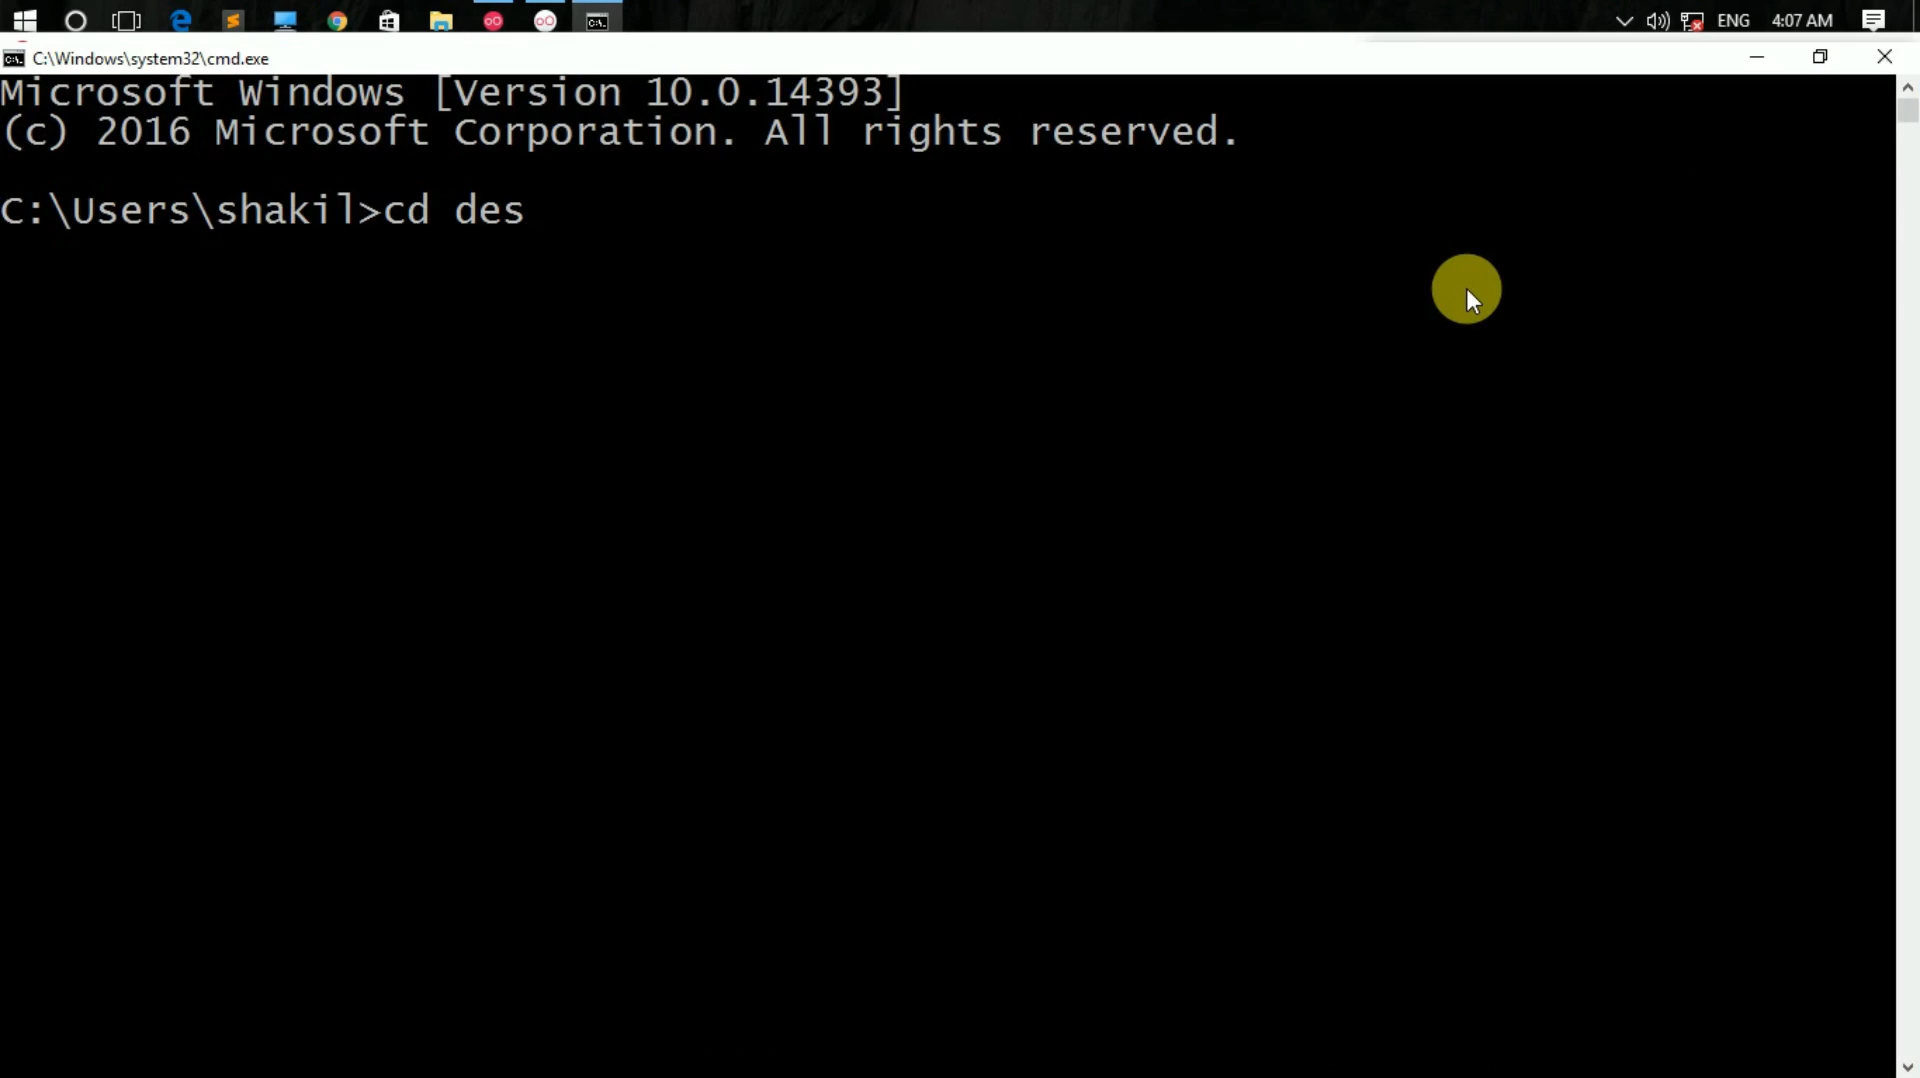 ENG 4:07 AM
C:\Windows\system32\cmd.exe
Microsoft Windows [Version 10.0.14393]
(c) 2016 Microsoft Corporation. All rights reserved.
C:\Users\shakil>cd des